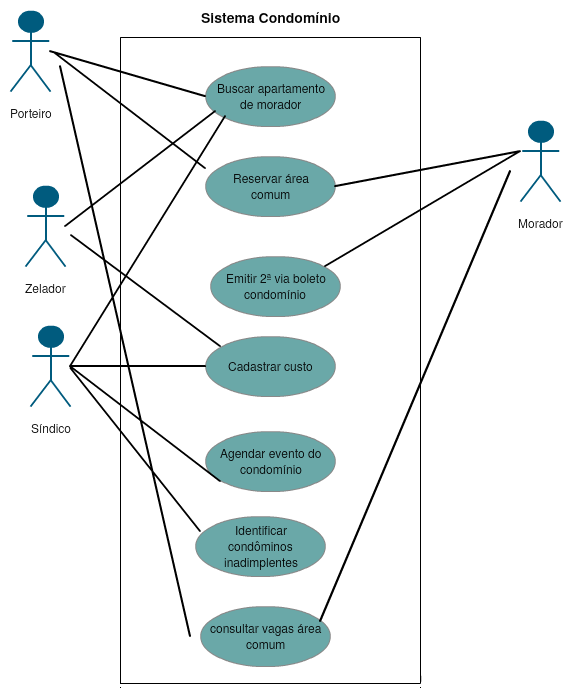 Sistema Condomínio
Porteiro
Buscar apartamento
de morador
Reservar área
comum
Morador
Zelador
Emitir 2ª via boleto
condomínio
Cadastrar custo
Síndico
Agendar evento do
condomínio
Identificar
condôminos
inadimplentes
consultar vagas área
comum